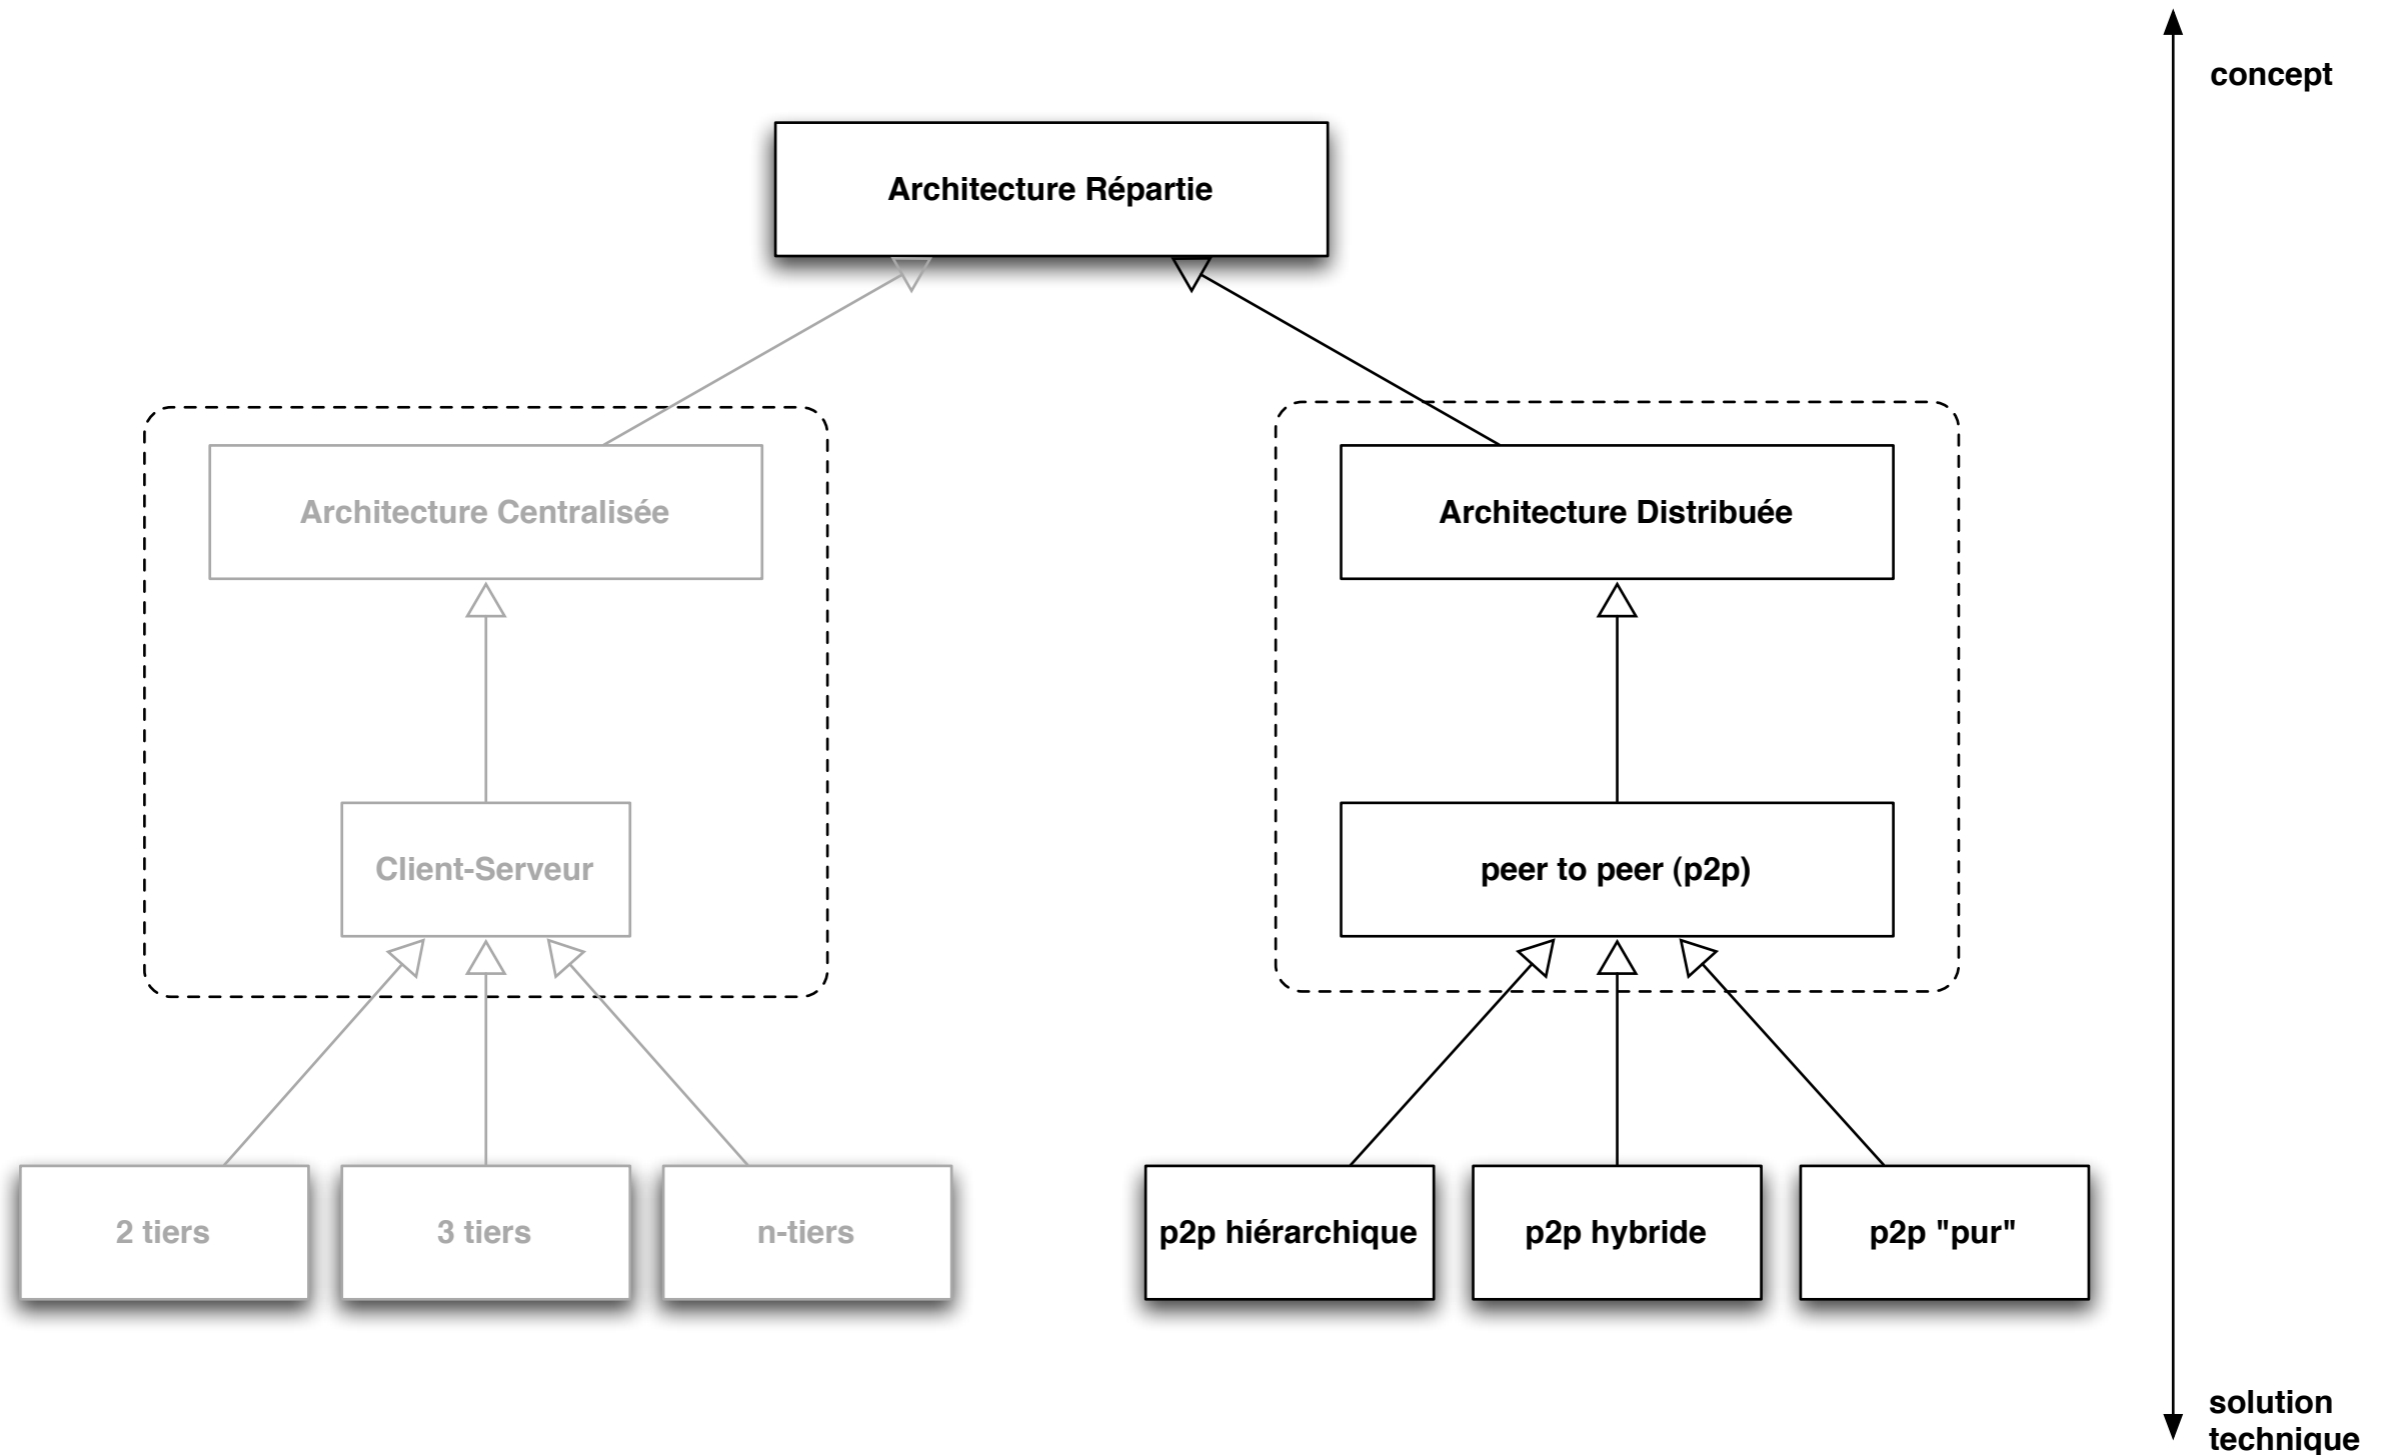 concept
Architecture Répartie
Architecture Centralisée
Architecture Distribuée
Client-Serveur
peer to peer (p2p)
2 tiers
3 tiers
n-tiers
p2p hiérarchique
p2p hybride
p2p "pur"
solution
technique